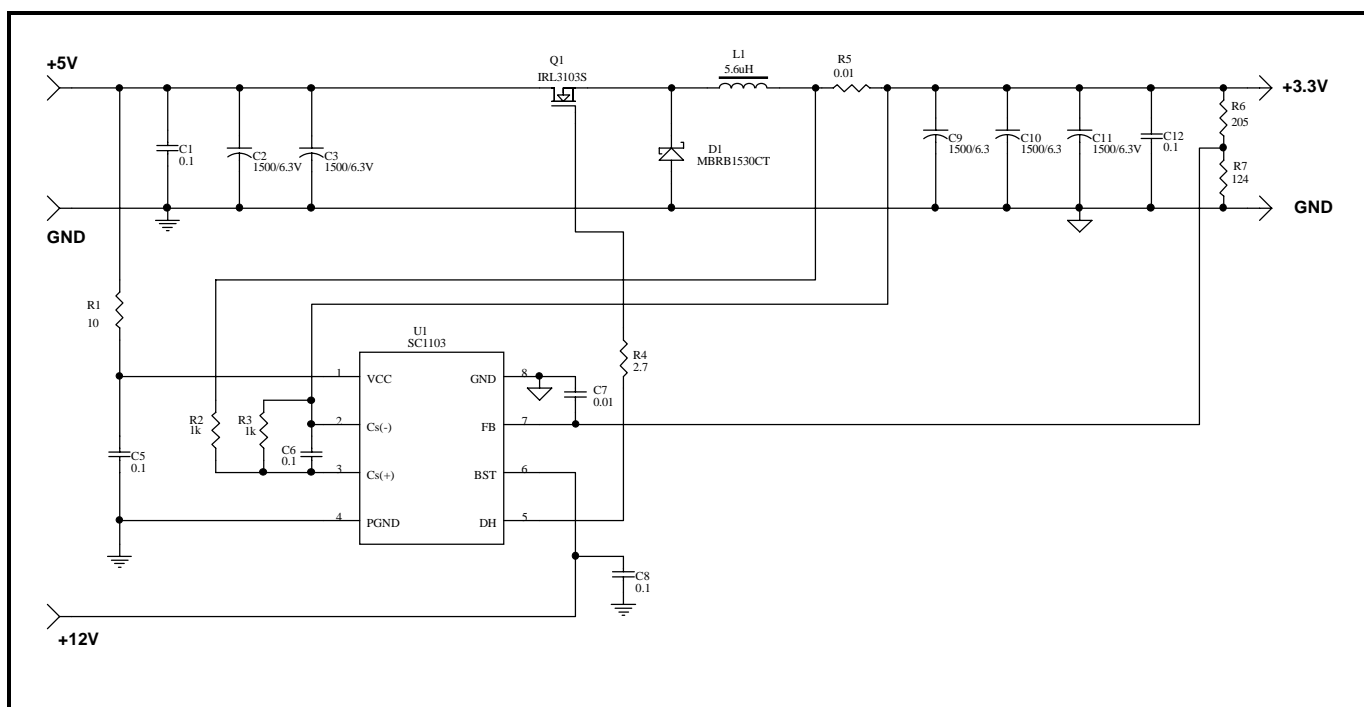 +5V
Q1
IRL3103S
L1
5.6uH
R5
0.01
+3.3V
R6
205
C1
0.1
C2
1500/6.3V
C3
1500/6.3V
D1
MBRB1530CT
C9
1500/6.3
C10
1500/6.3
C11
1500/6.3V
C12
0.1
R7
124
GND
GND
R1
10
U1
SC1103
R4
2.7
1
VCC
GND
8
C7
0.01
R2
1k
R3
1k
2
Cs(-)
FB
7
C6
0.1
C5
0.1
3
Cs(+)
BST
6
4
PGND
DH
5
C8
0.1
+12V